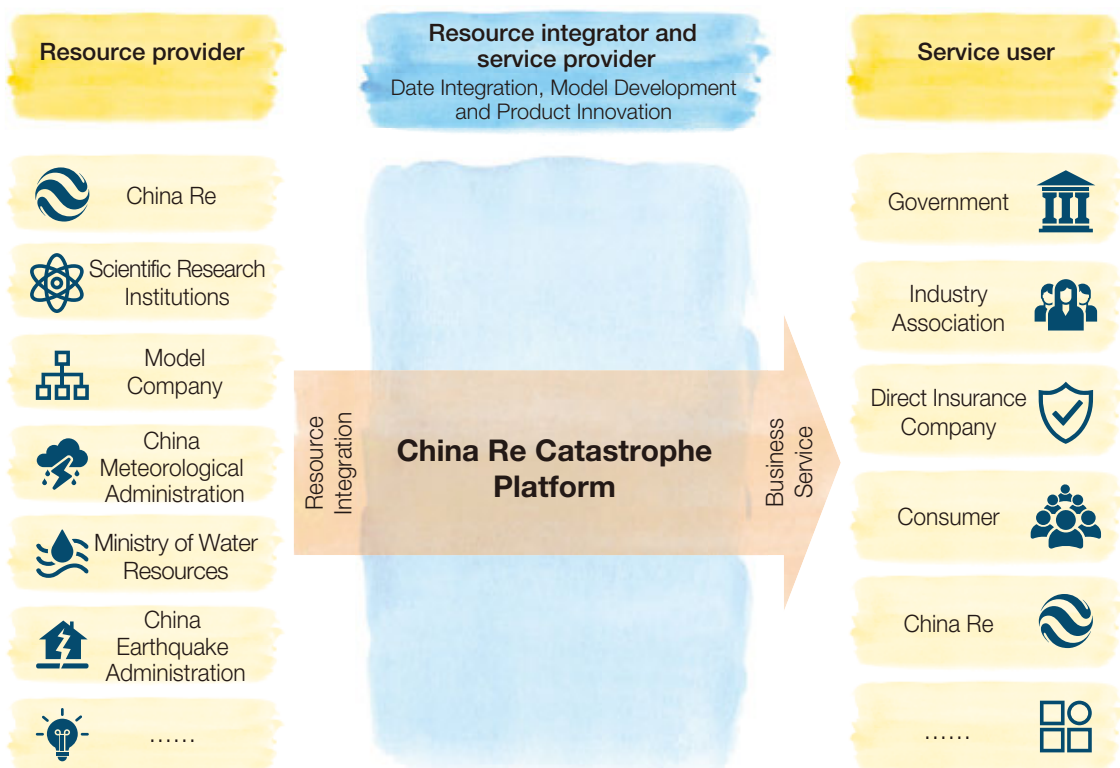 Resource provider
China Re
Scientific Research
Institutions
Model
Company
China
Meteorological
Administration
Ministry of Water
Resources
China
Earthquake
Administration
......
Resource integrator and
service provider
Date Integration, Model Development
and Product Innovation
Resource
Integration
China Re Catastrophe
Platform
Business
Service
Service user
Government
Industry
Association
Direct Insurance
Company
Consumer
China Re
......